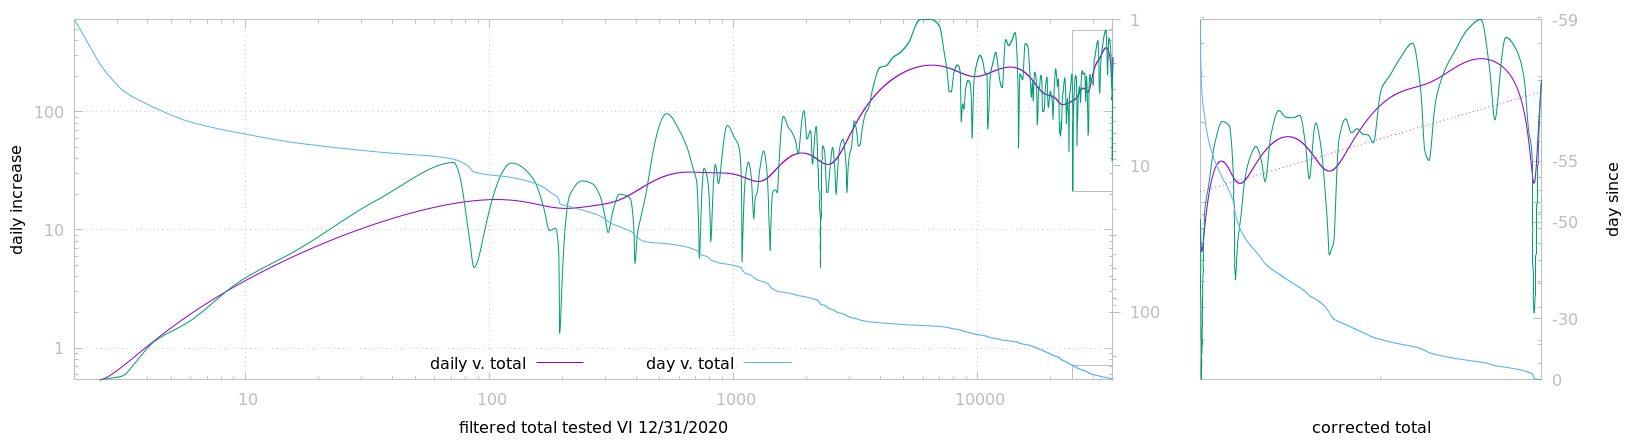 daily increase
100
10
1
10
100
1000
10000
filtered total tested VI 12/31/2020
daily v. total
day v. total
1
10
100
corrected total
-59
-55
-50
-30
0
day since